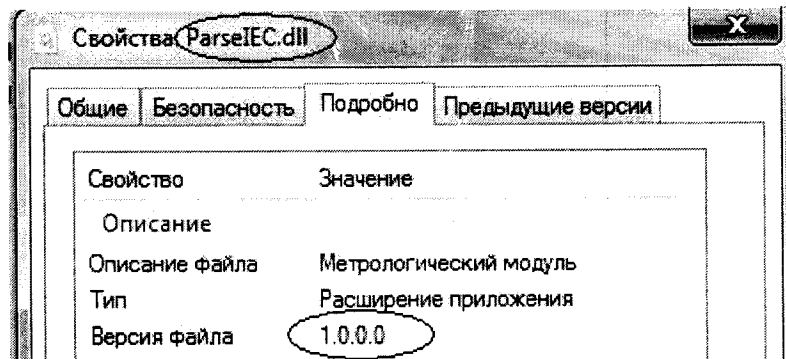 Свойства: ParseIEC.dll
Общие Безопасность Подробно Предыдущие версии
Свойство Значение
Описание
Описание файла Метрологический модуль
Тип Расширение приложения
Версия файла 1.0.0.0